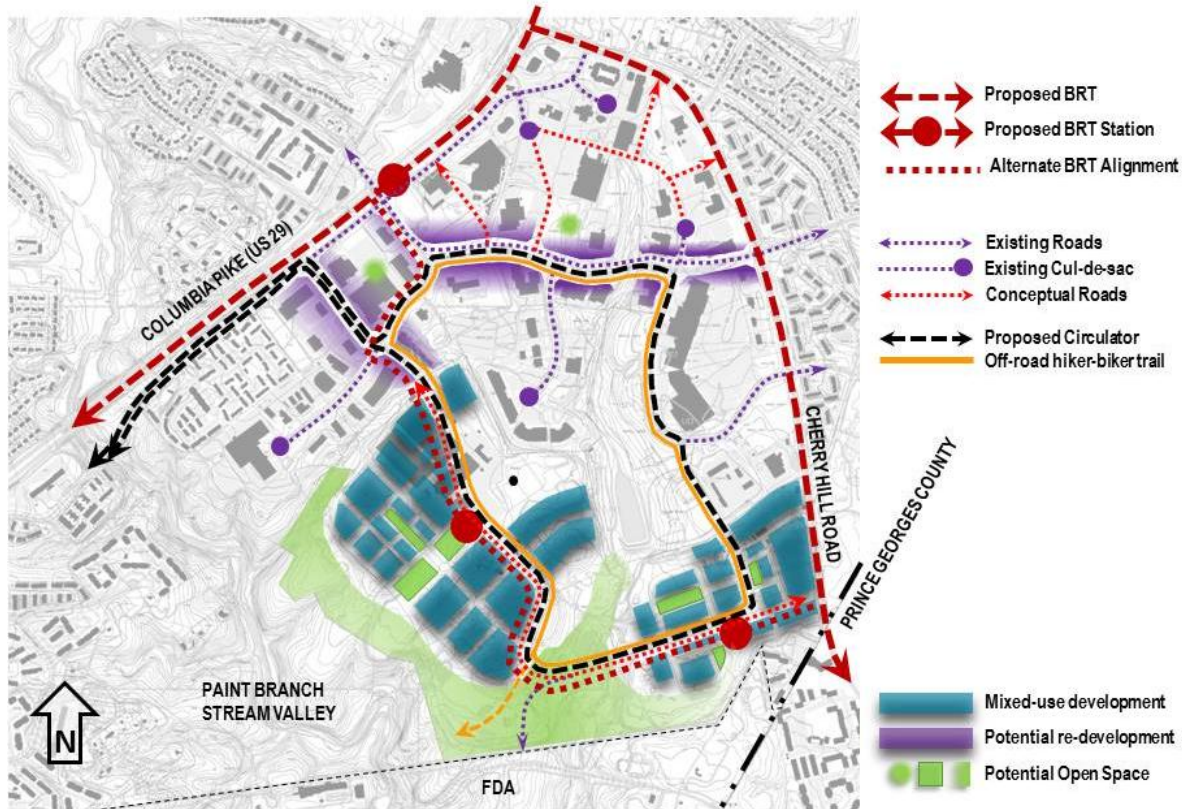 Proposed BRT
Proposed BRT Station
Alternate BRT Alignment
Existing Roads
Existing Cul-de-sac
Conceptual Roads
Proposed Circulator
Off-road hiker-biker trail
COLUMBIA PIKE (US 29)
CHERRY HILL ROAD
PRINCE GEORGES COUNTY
PAINT BRANCH
STREAM VALLEY
N
FDA
Mixed-use development
Potential re-development
Potential Open Space